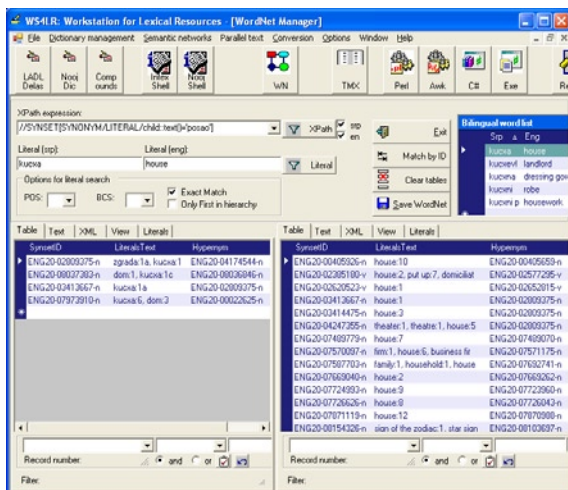 WS4LR: Workstation for Lexical Resources - [WordNet Manager]
File Dictionary management Semantic networks Parallel text Conversion Options Window Help
LADL Delas
Nooj Dic
Comp ounds
Intex Shell
Nooj Shell
WN
TMX
Perl
Awk
C#
Exe
XPath expression:
//SYNSET[SYNONYM/LITERAL/child::text()='posao']
XPath
srp
en
Literal (srp):
Literal (eng):
kucxa
house
Literal
Options for literal search
POS:
BCS:
Exact Match
Only First in hierarchy
Exit
Match by ID
Clear tables
Save WordNet
Bilingual word list
Srp Eng
kucxa house
kucxevl landlord
kucxna dressing gow
kucxni robe
kucxni p housework
Table Text XML View Literals
SynsetID LiteralsText Hypernym
ENG20-02809375-n zgrada:1a, kucxa:1 ENG20-04174544-n
ENG20-08037383-n dom:1, kucxa:1c ENG20-08036846-n
ENG20-03413667-n kucxa:1a ENG20-02809375-n
ENG20-07973910-n kucxa:6, dom:3 ENG20-00022625-n
Record number:
and or
Filter:
Table Text XML View Literals
SynsetID LiteralsText Hypernym
ENG20-00405926-n house:10 ENG20-00405659-n
ENG20-02385180-v house:2, put up:7, domiciliat ENG20-02577295-v
ENG20-02620523-v house:1 ENG20-02652815-v
ENG20-03413667-n house:1 ENG20-02809375-n
ENG20-03414475-n house:3 ENG20-02809375-n
ENG20-04247355-n theater:1, theatre:1, house:5 ENG20-02809375-n
ENG20-07489779-n house:7 ENG20-07489070-n
ENG20-07570097-n firm:1, house:6, business fir ENG20-07571175-n
ENG20-07587703-n family:1, household:1, house ENG20-07692741-n
ENG20-07669040-n house:2 ENG20-07669262-n
ENG20-07724993-n house:9 ENG20-07723960-n
ENG20-07726626-n house:8 ENG20-07726043-n
ENG20-07871119-n house:12 ENG20-07870988-n
ENG20-08154326-n sign of the zodiac:1, star sign ENG20-08103697-n
Record number:
and or
Filter: